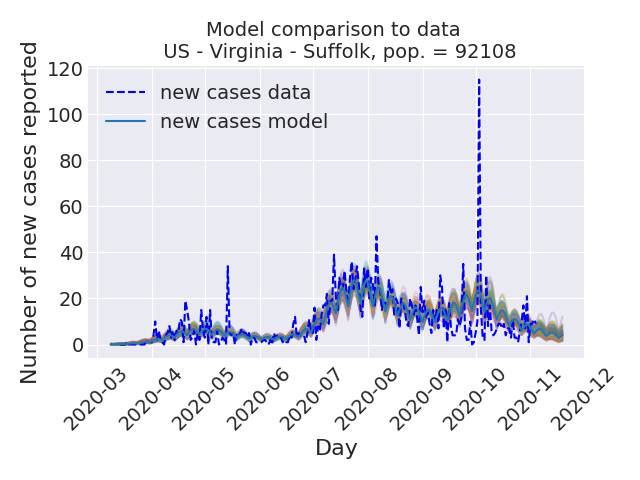 Model comparison to data
US - Virginia - Suffolk, pop. = 92108
Number of new cases reported
120
100
80
60
40
20
0
new cases data
new cases model
2020-03
2020-04
2020-05
2020-06
2020-07
2020-08
2020-09
2020-10
2020-11
2020-12
Day